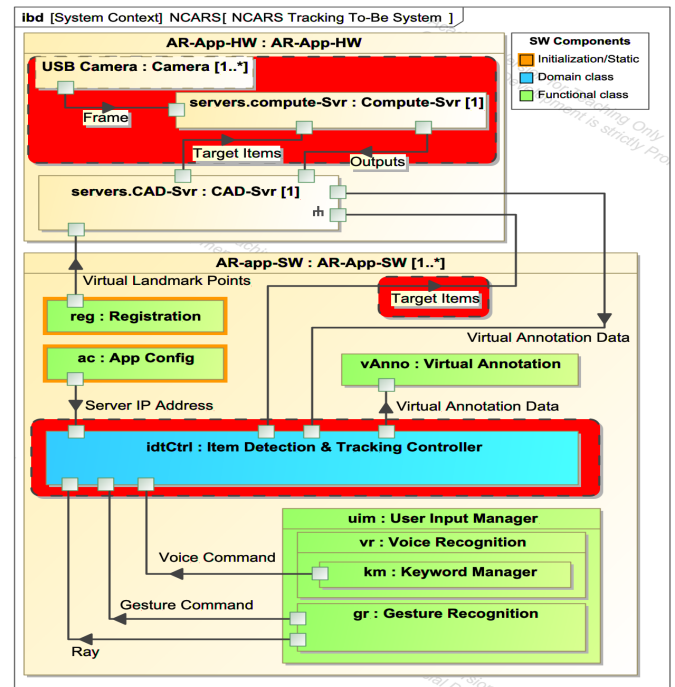 ibd [System Context] NCARS[ NCARS Tracking To-Be System ]
AR-App-HW : AR-App-HW
SW Components
Initialization/Static
Domain class
Functional class
USB Camera : Camera [1..*]
servers.compute-Svr : Compute-Svr [1]
Frame
Target Items
Outputs
servers.CAD-Svr : CAD-Svr [1]
aching Only
is strictly Pro
AR-app-SW : AR-App-SW [1..*]
Virtual Landmark Points
Target Items
reg : Registration
Virtual Annotation Data
ac : App Config
vAnno : Virtual Annotation
Server IP Address
Virtual Annotation Data
idtCtrl : Item Detection & Tracking Controller
uim : User Input Manager
vr : Voice Recognition
Voice Command
km : Keyword Manager
Gesture Command
gr : Gesture Recognition
Ray